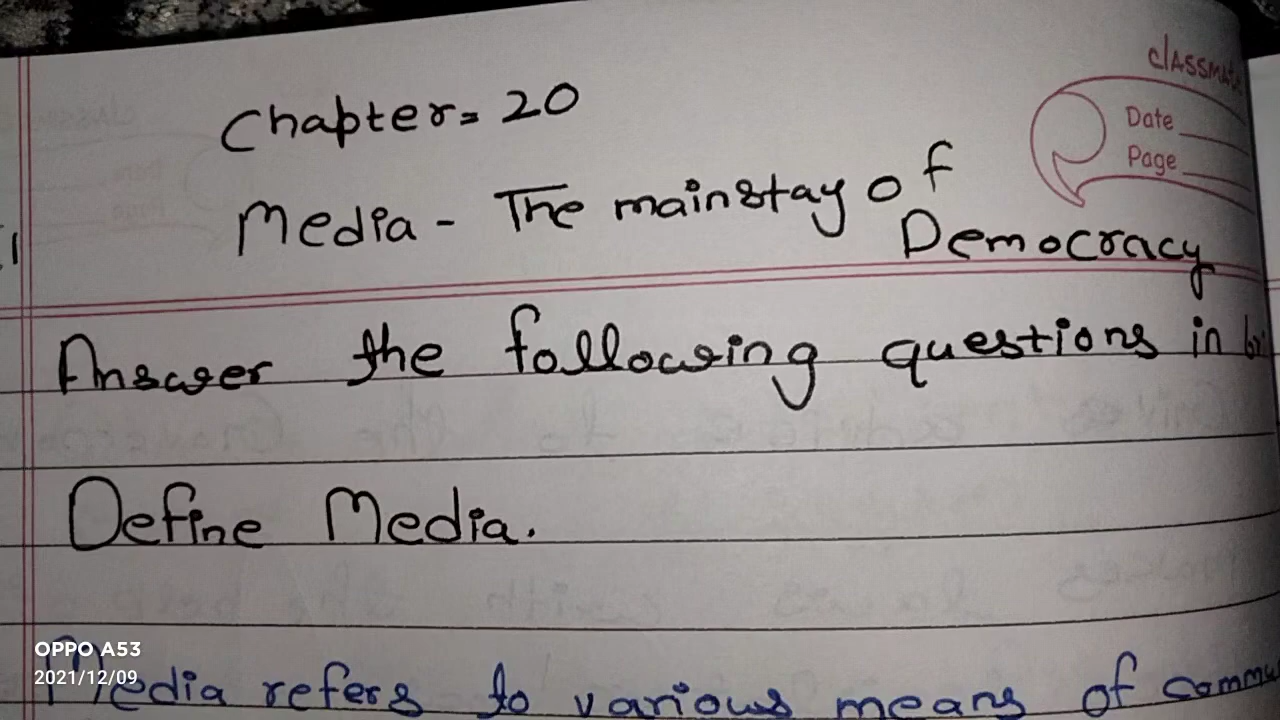 classmate
Date
Page
Chapter = 20
Media - The mainstay of
Democracy
Answer the following questions in
Define Media.
Media refers to various means of
OPPO A53
2021/12/09